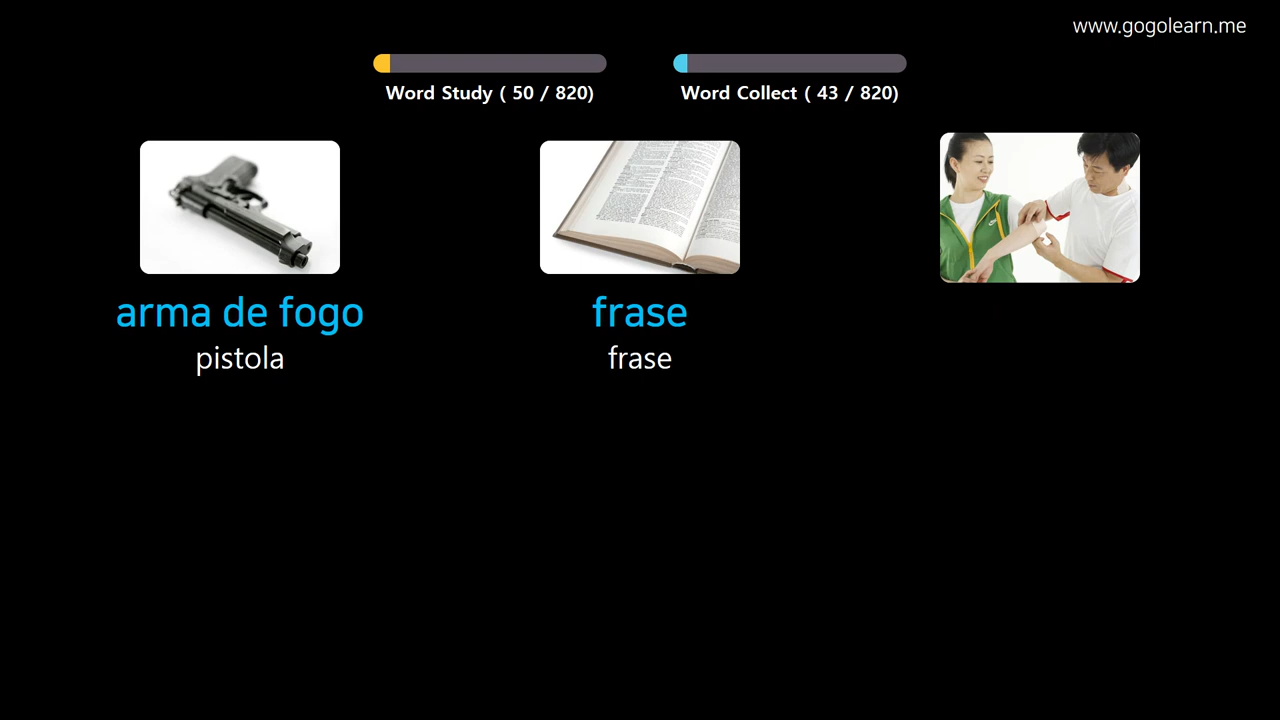 www.gogolearn.me
Word Study ( 50 / 820)
Word Collect ( 43 / 820)
arma de fogo
pistola
frase
frase